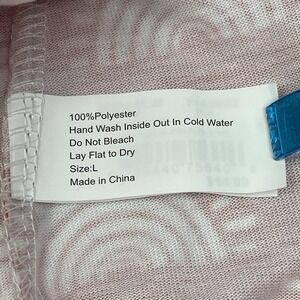 100%Polyester
Hand Wash Inside Out In Cold Water
Do Not Bleach
Lay Flat to Dry
Size:L
Made in China